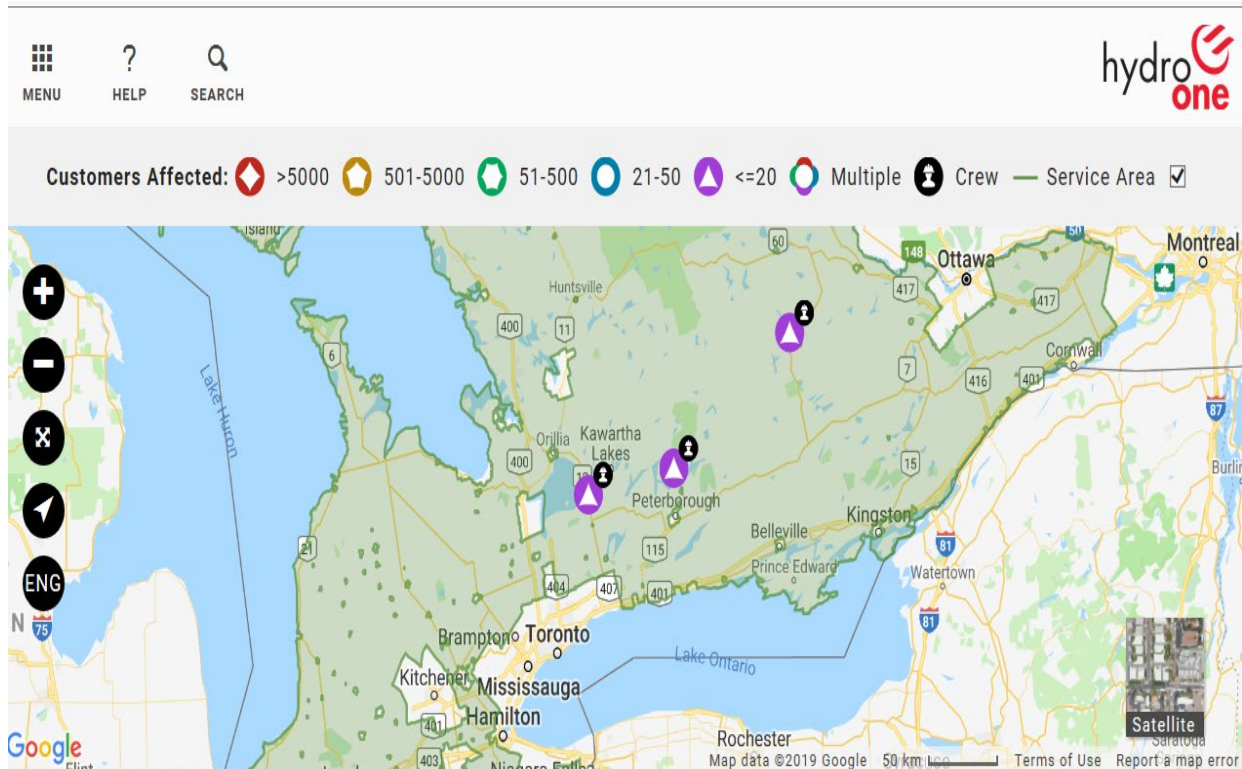 MENU
HELP
SEARCH
hydro
one
Customers Affected: >5000 501-5000 51-500 21-50 <=20 Multiple Crew Service Area
Island
60
148
Ottawa
50
Montreal
Huntsville
417
417
400
11
6
Cornwall
7
416
401
87
Lake Huron
Orillia
Kawartha
Lakes
400
15
Peterborough
Kingston
Belleville
Prince Edward
21
115
81
Watertown
ENG
404
407
401
N
75
81
Brampton
Toronto
Lake Ontario
Kitchener
Mississauga
401
Hamilton
Satellite
Google
Flint
403
Niagara Falls
Rochester
Map data ©2019 Google 50 km Terms of Use Report a map error